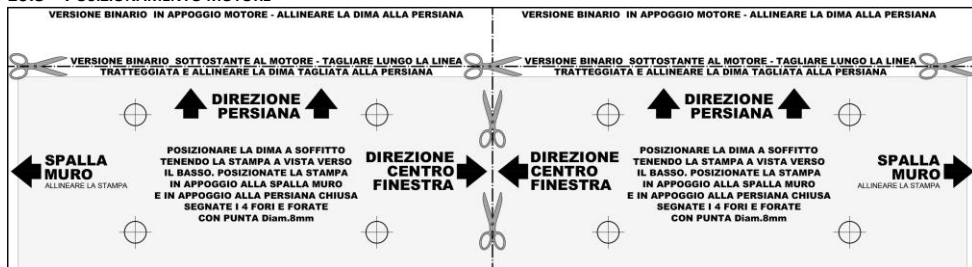 POSIZIONAMENTO MOTORE
VERSIONE BINARIO IN APPOGGIO MOTORE - ALLINEARE LA DIMA ALLA PERSIANA
VERSIONE BINARIO SOTTOSTANTE AL MOTORE - TAGLIARE LUNGO LA LINEA
TRATTEGGIATA E ALLINEARE LA DIMA TAGLIATA ALLA PERSIANA
DIREZIONE
PERSIANA
SPALLA
MURO
ALLINEARE LA STAMPA
POSIZIONARE LA DIMA A SOFFITTO
TENENDO LA STAMPA A VISTA VERSO
IL BASSO. POSIZIONATE LA STAMPA
IN APPOGGIO ALLA SPALLA MURO
E IN APPOGGIO ALLA PERSIANA CHIUSA
SEGNATE I 4 FORI E FORATE
CON PUNTA Diam.8mm
DIREZIONE
CENTRO
FINESTRA
VERSIONE BINARIO IN APPOGGIO MOTORE - ALLINEARE LA DIMA ALLA PERSIANA
VERSIONE BINARIO SOTTOSTANTE AL MOTORE - TAGLIARE LUNGO LA LINEA
TRATTEGGIATA E ALLINEARE LA DIMA TAGLIATA ALLA PERSIANA
DIREZIONE
PERSIANA
DIREZIONE
CENTRO
FINESTRA
POSIZIONARE LA DIMA A SOFFITTO
TENENDO LA STAMPA A VISTA VERSO
IL BASSO. POSIZIONATE LA STAMPA
IN APPOGGIO ALLA SPALLA MURO
E IN APPOGGIO ALLA PERSIANA CHIUSA
SEGNATE I 4 FORI E FORATE
CON PUNTA Diam.8mm
SPALLA
MURO
ALLINEARE LA STAMPA